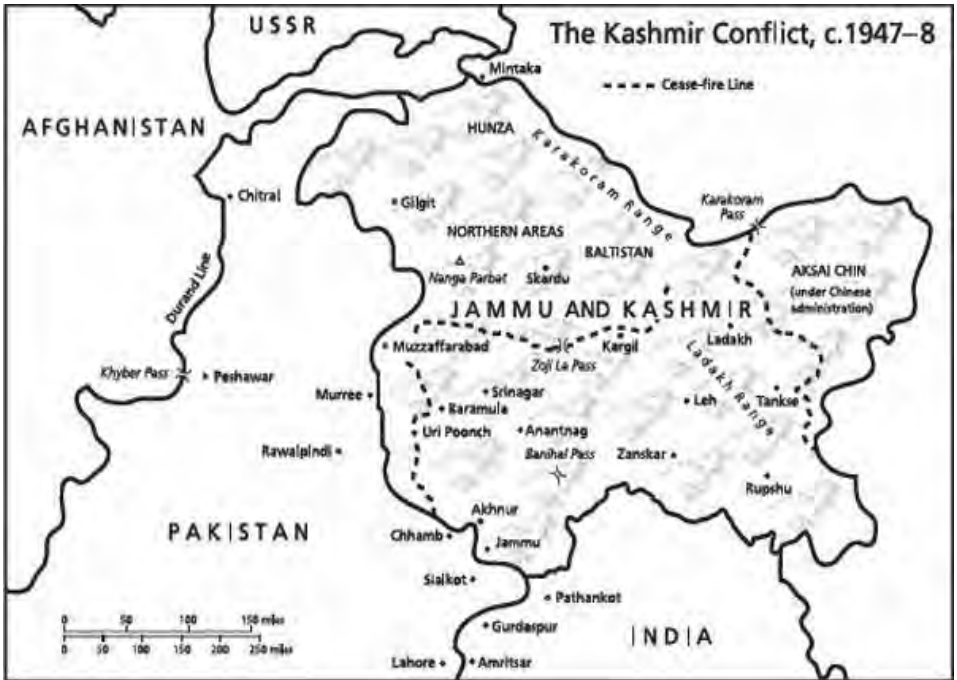 USSR
The Kashmir Conflict, c.1947–8
Mintaka
Cease-fire Line
AFGHANISTAN
HUNZA
Karakoram Range
Chitral
Gilgit
Karakoram
Pass
NORTHERN AREAS
BALTISTAN
AKSAI CHIN
(under Chinese
administration)
Nanga Parbat
Skardu
Durand Line
JAMMU AND KASHMIR
Ladakh
Muzzaffarabad
Kargil
Zoji La Pass
Ladakh Range
Khyber Pass
Peshawar
Murree
Srinagar
Leh
Tankse
Baramula
Uri Poonch
Anantnag
Rawalpindi
Banihal Pass
Zanskar
Rupshu
Akhnur
PAKISTAN
Chhamb
Jammu
Sialkot
Pathankot
0 50 100 150 miles
0 50 100 150 200 250 miles
Gurdaspur
INDIA
Lahore
Amritsar